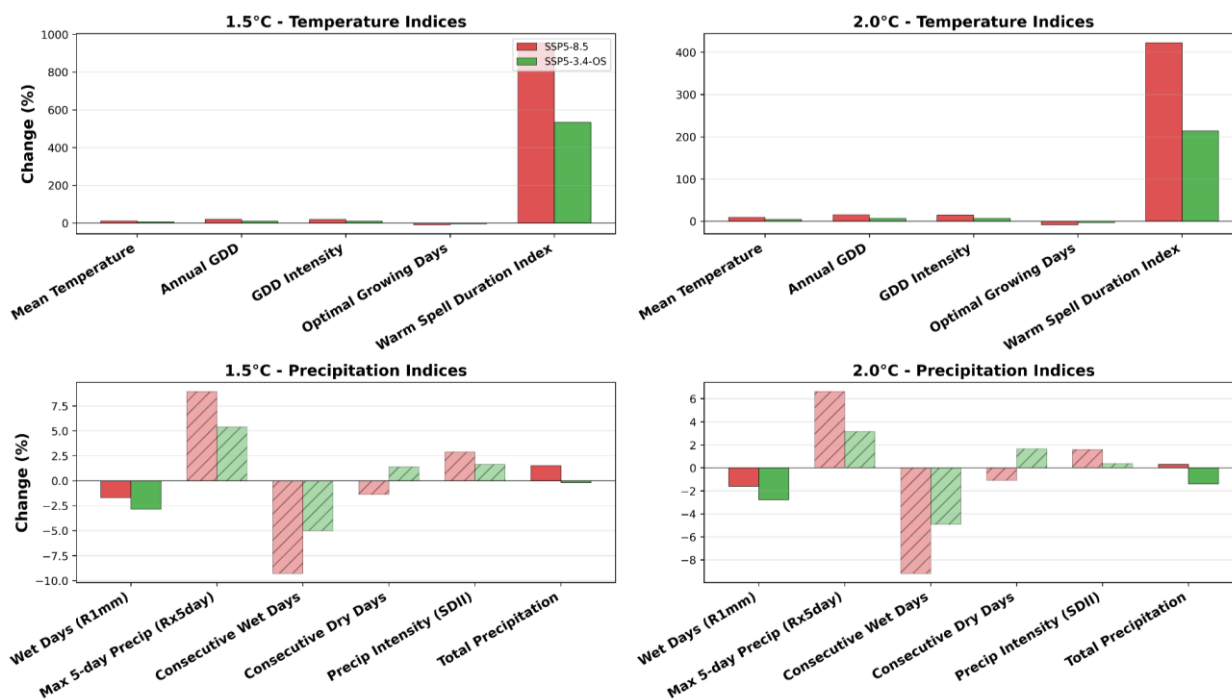 1.5°C - Temperature Indices
Change (%)
1000
800
600
400
200
0
SSP5-8.5
SSP5-3.4-OS
Mean Temperature
Annual GDD
GDD Intensity
Optimal Growing Days
Warm Spell Duration Index
2.0°C - Temperature Indices
400
300
200
100
0
Mean Temperature
Annual GDD
GDD Intensity
Optimal Growing Days
Warm Spell Duration Index
1.5°C - Precipitation Indices
Change (%)
7.5
5.0
2.5
0.0
−2.5
−5.0
−7.5
−10.0
Wet Days (R1mm)
Max 5-day Precip (Rx5day)
Consecutive Wet Days
Consecutive Dry Days
Precip Intensity (SDII)
Total Precipitation
2.0°C - Precipitation Indices
6
4
2
0
−2
−4
−6
−8
Wet Days (R1mm)
Max 5-day Precip (Rx5day)
Consecutive Wet Days
Consecutive Dry Days
Precip Intensity (SDII)
Total Precipitation